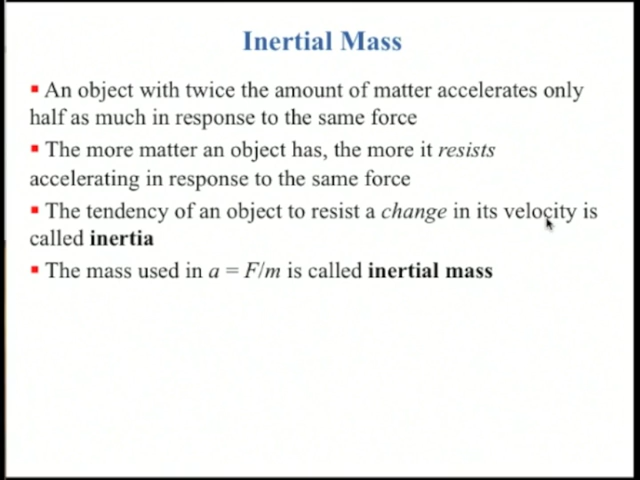 Inertial Mass
▪ An object with twice the amount of matter accelerates only
half as much in response to the same force
▪ The more matter an object has, the more it resists
accelerating in response to the same force
▪ The tendency of an object to resist a change in its velocity is
called inertia
▪ The mass used in a = F/m is called inertial mass